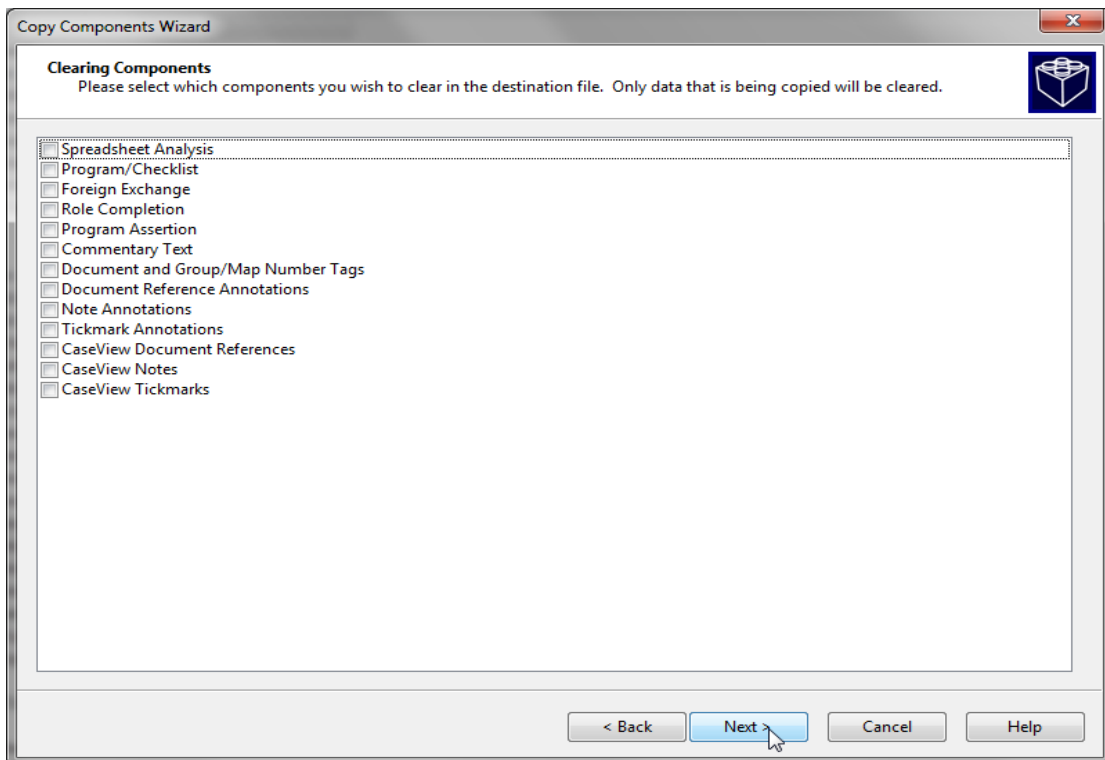 Copy Components Wizard
Clearing Components
Please select which components you wish to clear in the destination file. Only data that is being copied will be cleared.
Spreadsheet Analysis
Program/Checklist
Foreign Exchange
Role Completion
Program Assertion
Commentary Text
Document and Group/Map Number Tags
Document Reference Annotations
Note Annotations
Tickmark Annotations
CaseView Document References
CaseView Notes
CaseView Tickmarks
< Back Next > Cancel Help